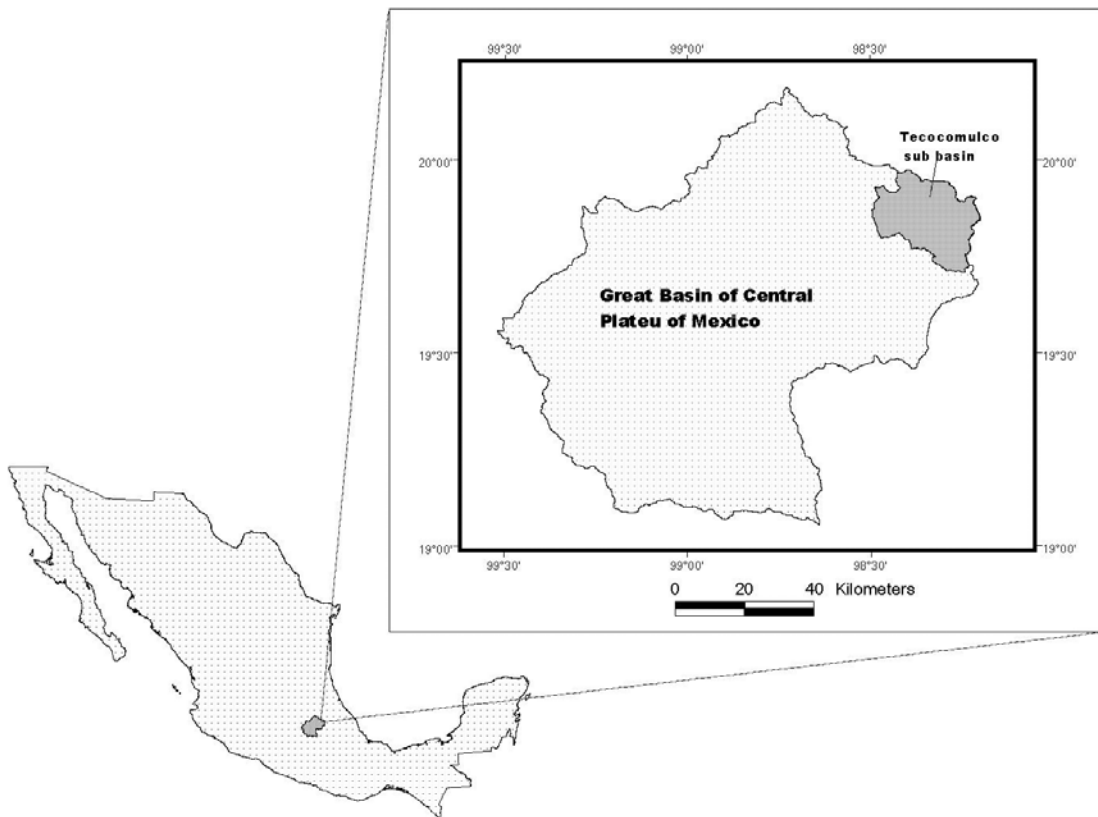 99°30' 99°00' 98°30'
Tecocomulco
sub basin
20°00' 20°00'
Great Basin of Central
Plateu of Mexico
19°30' 19°30'
19°00' 19°00'
99°30' 99°00' 98°30'
0 20 40 Kilometers